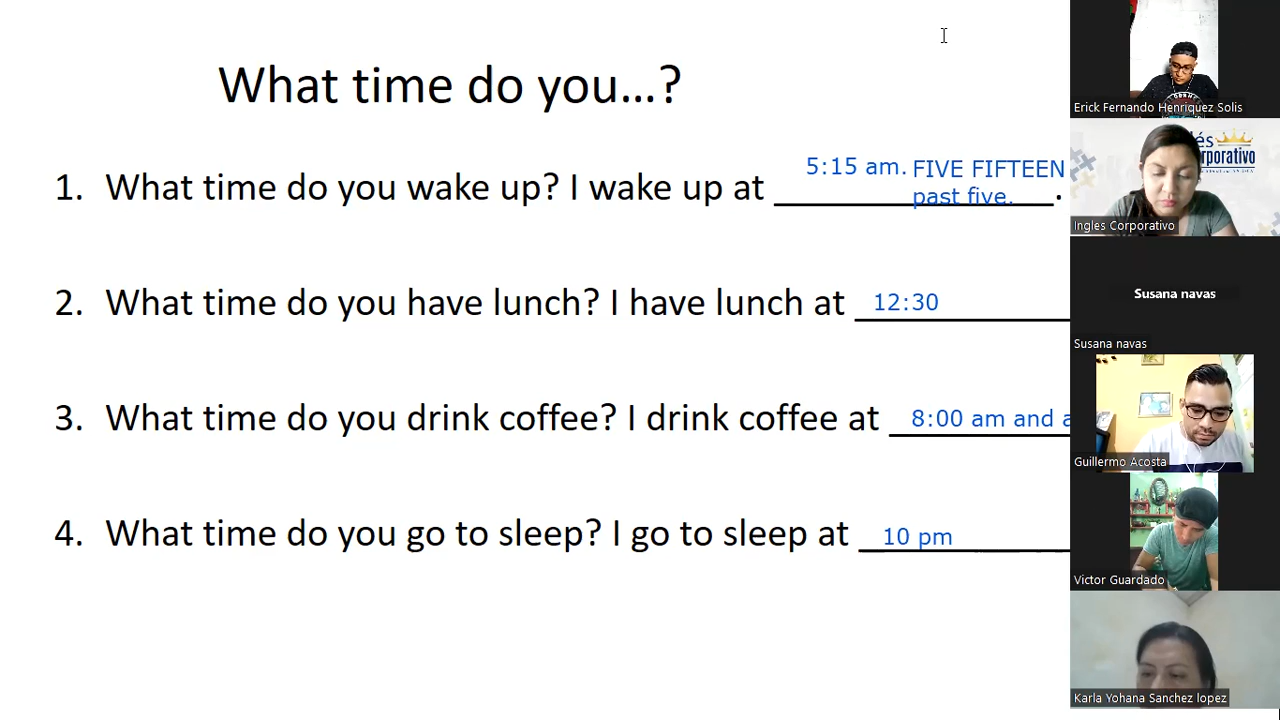 What time do you...?
1. What time do you wake up? I wake up at ____________.
5:15 am. FIVE FIFTEEN
past five.
2. What time do you have lunch? I have lunch at 12:30
3. What time do you drink coffee? I drink coffee at 8:00 am and
4. What time do you go to sleep? I go to sleep at 10 pm
Erick Fernando Henriquez Solis
Ingles Corporativo
Susana navas
Susana navas
Guillermo Acosta
Victor Guardado
Karla Yohana Sanchez lopez